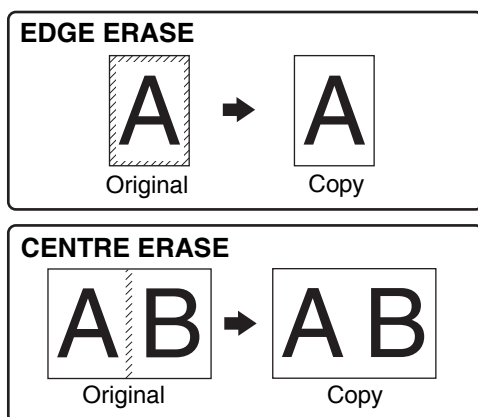 EDGE ERASE
A A
Original Copy
CENTRE ERASE
A B A B
Original Copy